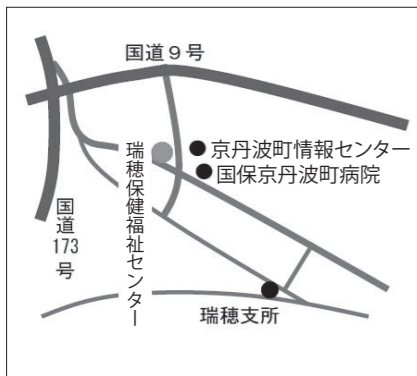 国道9号
京丹波町情報センター
国保京丹波町病院
瑞穂保健福祉センター
国道173号
瑞穂支所